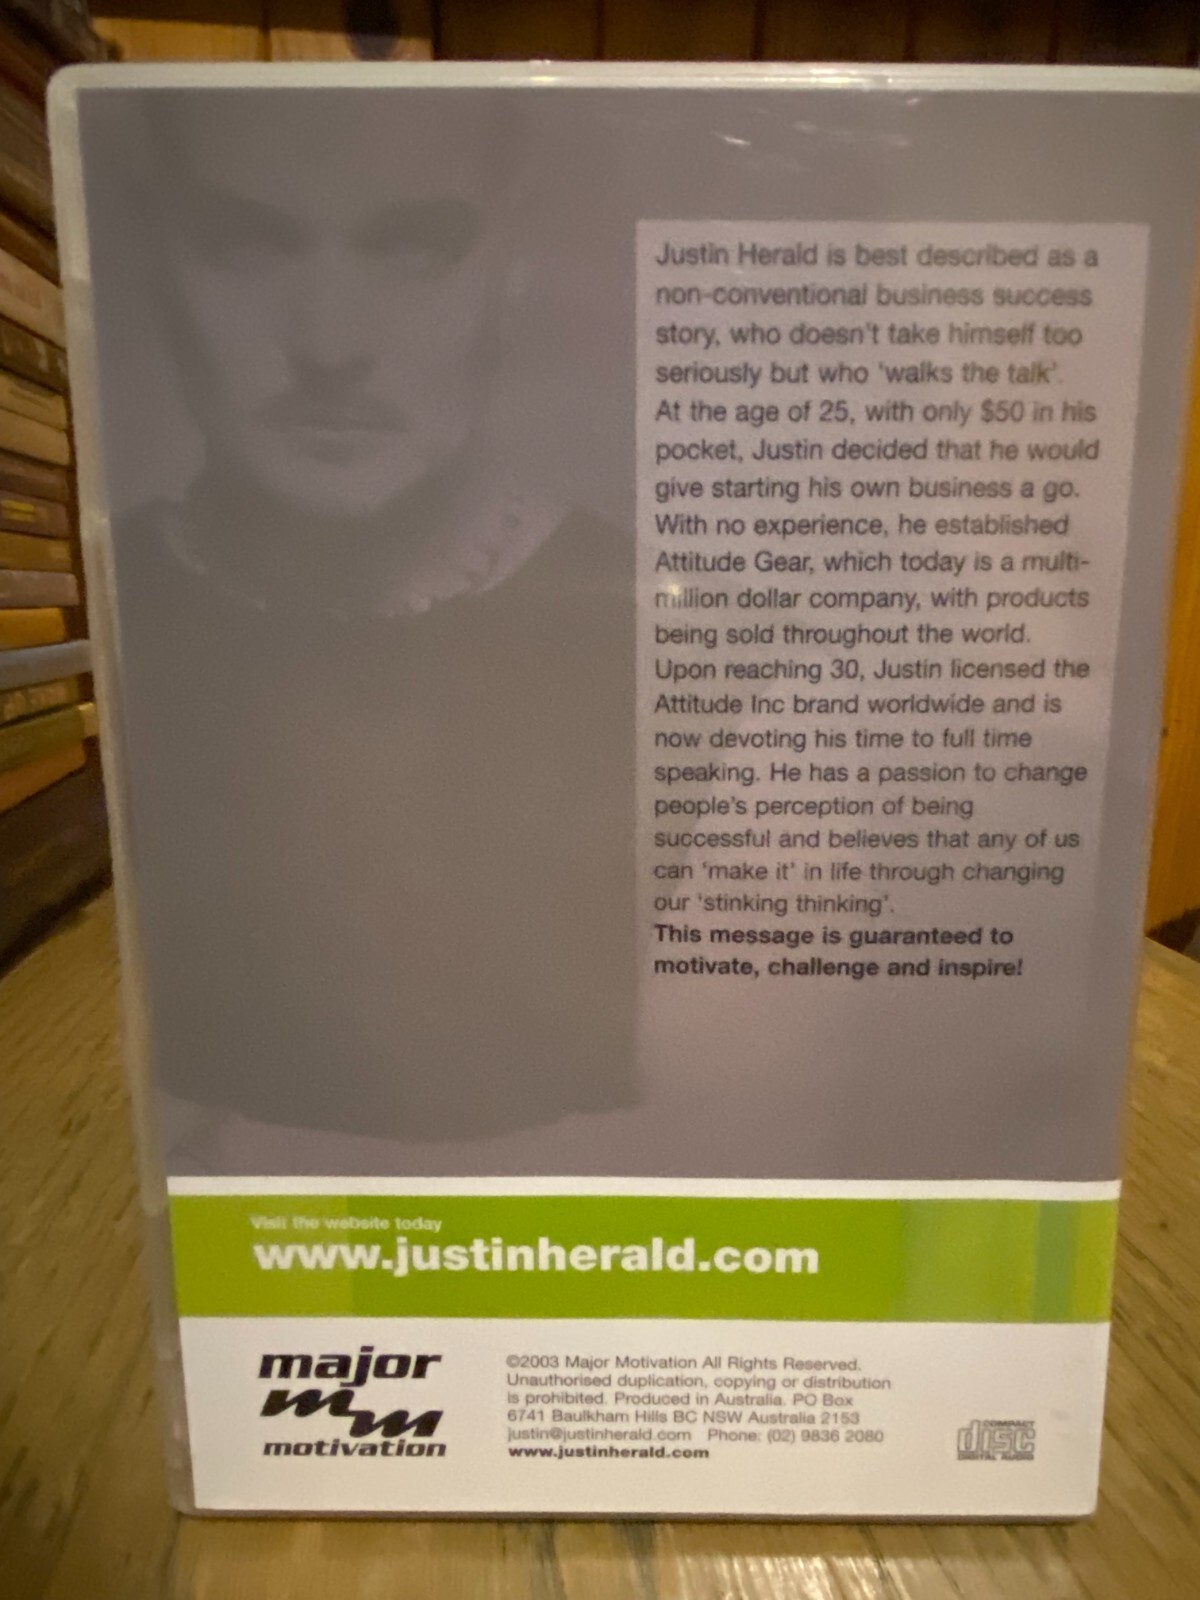 Justin Herald is best described as a
non-conventional business success
story, who doesn't take himself too
seriously but who 'walks the talk'.
At the age of 25, with only $50 in his
pocket, Justin decided that he would
give starting his own business a go.
With no experience, he established
Attitude Gear, which today is a multi-
million dollar company, with products
being sold throughout the world.
Upon reaching 30, Justin licensed the
Attitude Inc brand worldwide and is
now devoting his time to full time
speaking. He has a passion to change
people's perception of being
successful and believes that any of us
can 'make it' in life through changing
our 'stinking thinking'.
This message is guaranteed to
motivate, challenge and inspire!
Visit the website today
www.justinherald.com
major
mm
motivation
©2003 Major Motivation All Rights Reserved.
Unauthorised duplication, copying or distribution
is prohibited. Produced in Australia. PO Box
6741 Baulkham Hills BC NSW Australia 2153
justin@justinherald.com Phone: (02) 9836 2080
www.justinherald.com
COMPACT
disc
DIGITAL AUDIO